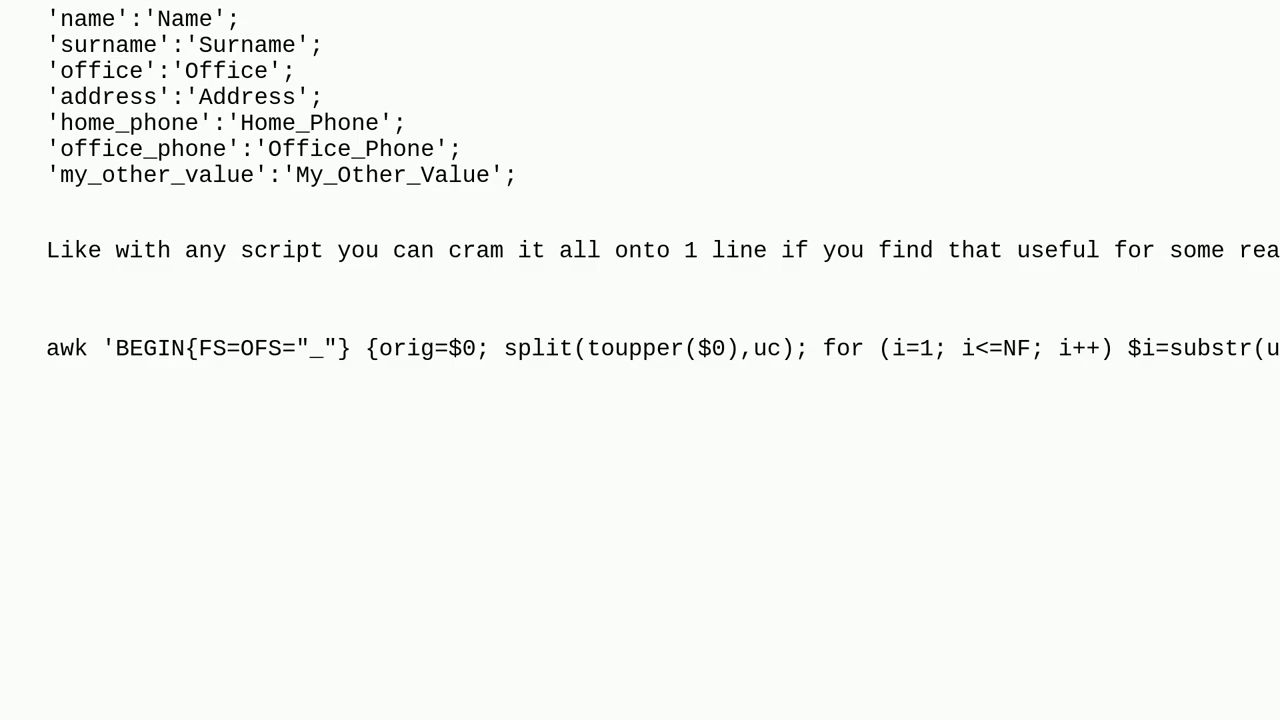 'name':'Name';
'surname':'Surname';
'office':'Office';
'address':'Address';
'home_phone':'Home_Phone';
'office_phone':'Office_Phone';
'my_other_value':'My_Other_Value';
Like with any script you can cram it all onto 1 line if you find that useful for some rea
awk 'BEGIN{FS=OFS="_"} {orig=$0; split(toupper($0),uc); for (i=1; i<=NF; i++) $i=substr(u